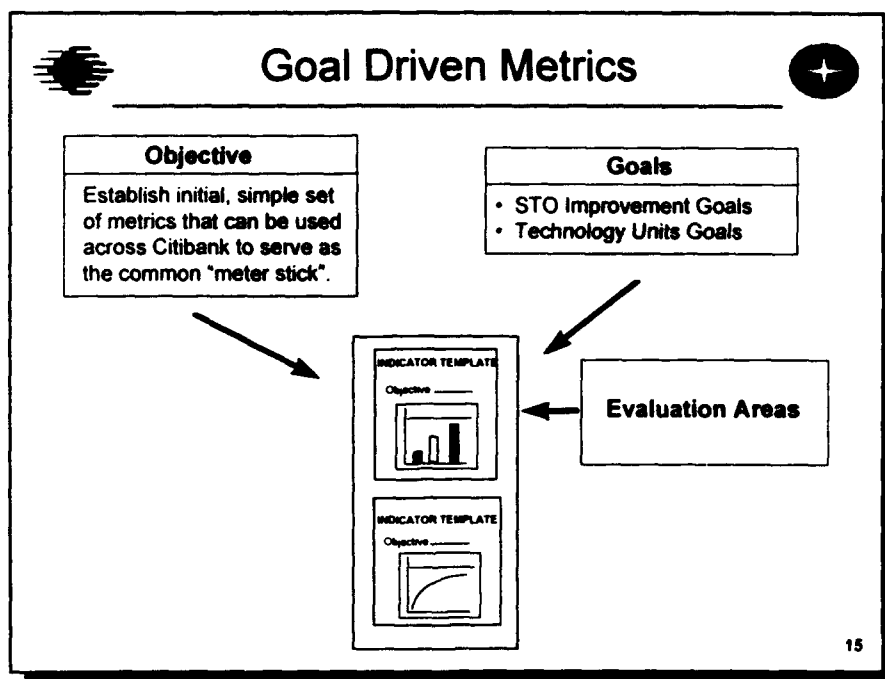 Goal Driven Metrics
Objective
Establish initial, simple set
of metrics that can be used
across Citibank to serve as
the common "meter stick".
Goals
• STO Improvement Goals
• Technology Units Goals
INDICATOR TEMPLATE
Objective ______
Evaluation Areas
INDICATOR TEMPLATE
Objective ______
15